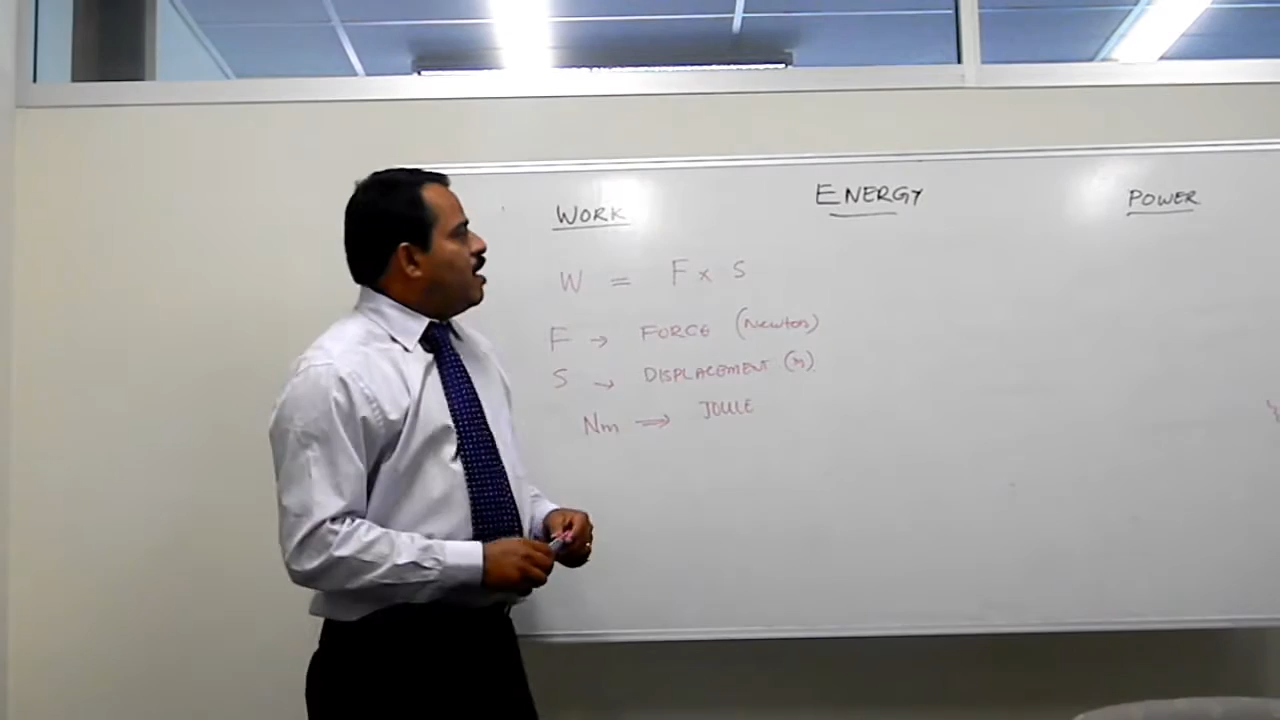 WORK ENERGY POWER
W = F x S
F → FORCE (Newton)
S → DISPLACEMENT (m)
Nm ⟹ JOULE